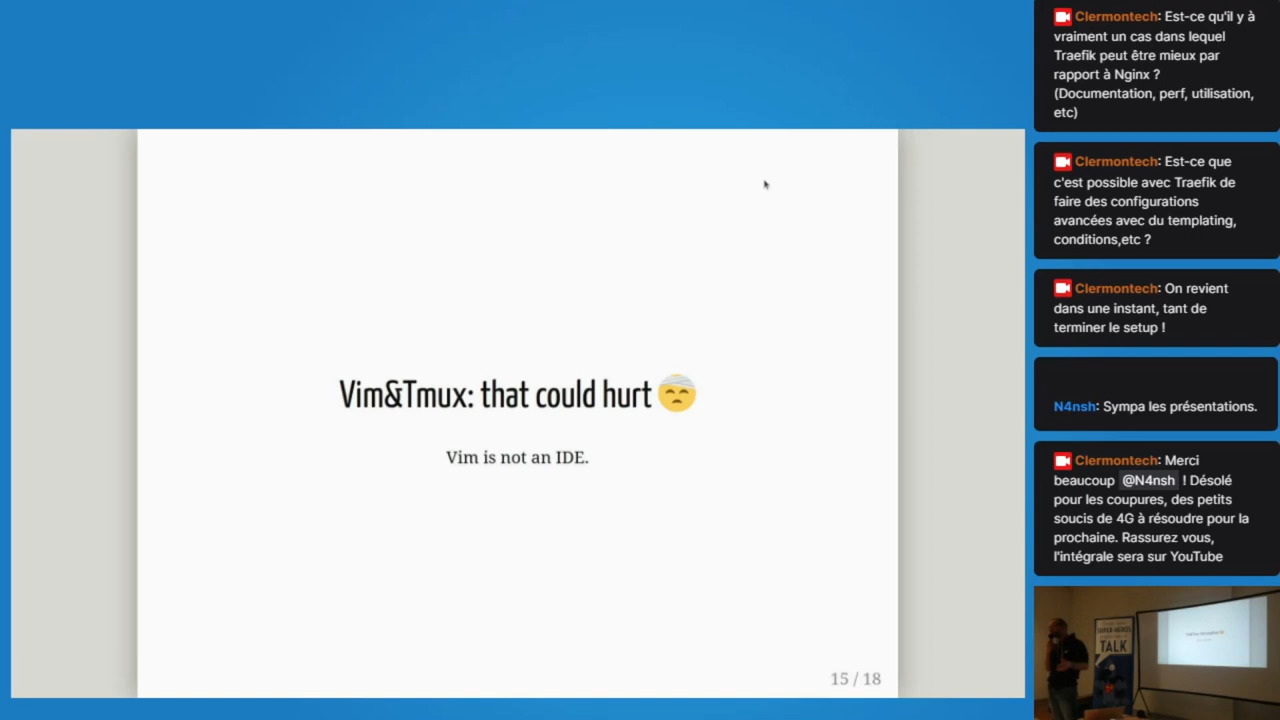 Vim&Tmux: that could hurt
Vim is not an IDE.
15 / 18
Clermontech: Est-ce qu'il y à
vraiment un cas dans lequel
Traefik peut être mieux par
rapport à Nginx ?
(Documentation, perf, utilisation,
etc)
Clermontech: Est-ce que
c'est possible avec Traefik de
faire des configurations
avancées avec du templating,
conditions,etc ?
Clermontech: On revient
dans une instant, tant de
terminer le setup !
N4nsh: Sympa les présentations.
Clermontech: Merci
beaucoup @N4nsh ! Désolé
pour les coupures, des petits
soucis de 4G à résoudre pour la
prochaine. Rassurez vous,
l'intégrale sera sur YouTube
TALK